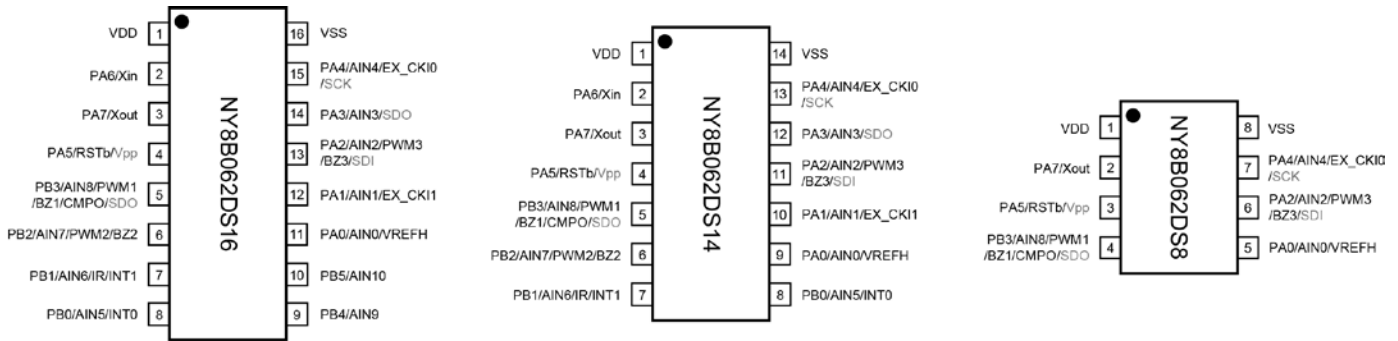 VDD 1
PA6/Xin 2
PA7/Xout 3
PA5/RSTb/Vpp 4
PB3/AIN8/PWM1
/BZ1/CMPO/SDO 5
PB2/AIN7/PWM2/BZ2 6
PB1/AIN6/IR/INT1 7
PB0/AIN5/INT0 8
NY8B062DS16
16 VSS
15 PA4/AIN4/EX_CKI0
/SCK
14 PA3/AIN3/SDO
13 PA2/AIN2/PWM3
/BZ3/SDI
12 PA1/AIN1/EX_CKI1
11 PA0/AIN0/VREFH
10 PB5/AIN10
9 PB4/AIN9
VDD 1
PA6/Xin 2
PA7/Xout 3
PA5/RSTb/Vpp 4
PB3/AIN8/PWM1
/BZ1/CMPO/SDO 5
PB2/AIN7/PWM2/BZ2 6
PB1/AIN6/IR/INT1 7
NY8B062DS14
14 VSS
13 PA4/AIN4/EX_CKI0
/SCK
12 PA3/AIN3/SDO
11 PA2/AIN2/PWM3
/BZ3/SDI
10 PA1/AIN1/EX_CKI1
9 PA0/AIN0/VREFH
8 PB0/AIN5/INT0
VDD 1
PA7/Xout 2
PA5/RSTb/Vpp 3
PB3/AIN8/PWM1
/BZ1/CMPO/SDO 4
NY8B062DS8
8 VSS
7 PA4/AIN4/EX_CKI0
/SCK
6 PA2/AIN2/PWM3
/BZ3/SDI
5 PA0/AIN0/VREFH